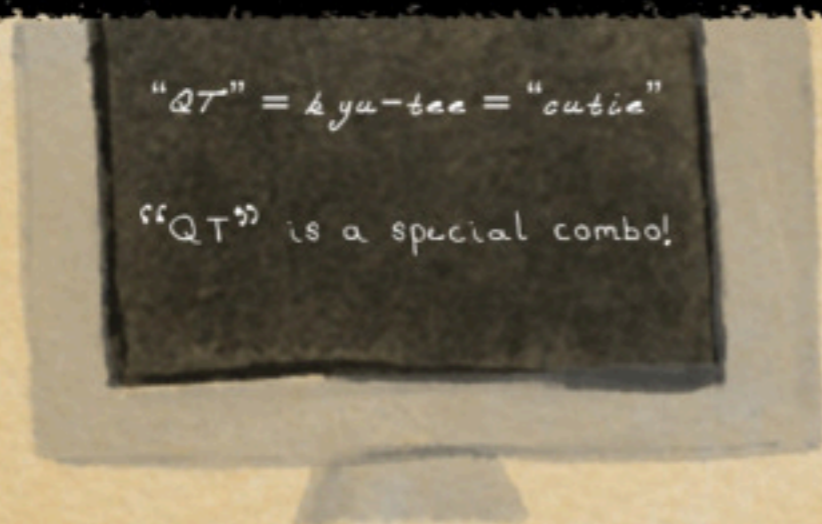 “QT” = kyu-tee = “cutie”
“QT” is a special combo!